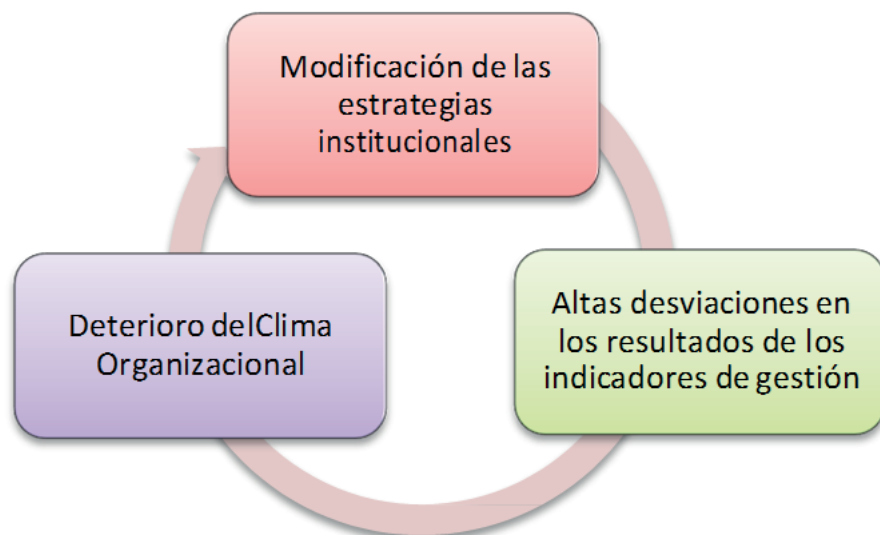 Modificación de las
estrategias
institucionales
Altas desviaciones en
los resultados de los
indicadores de gestión
Deterioro delClima
Organizacional